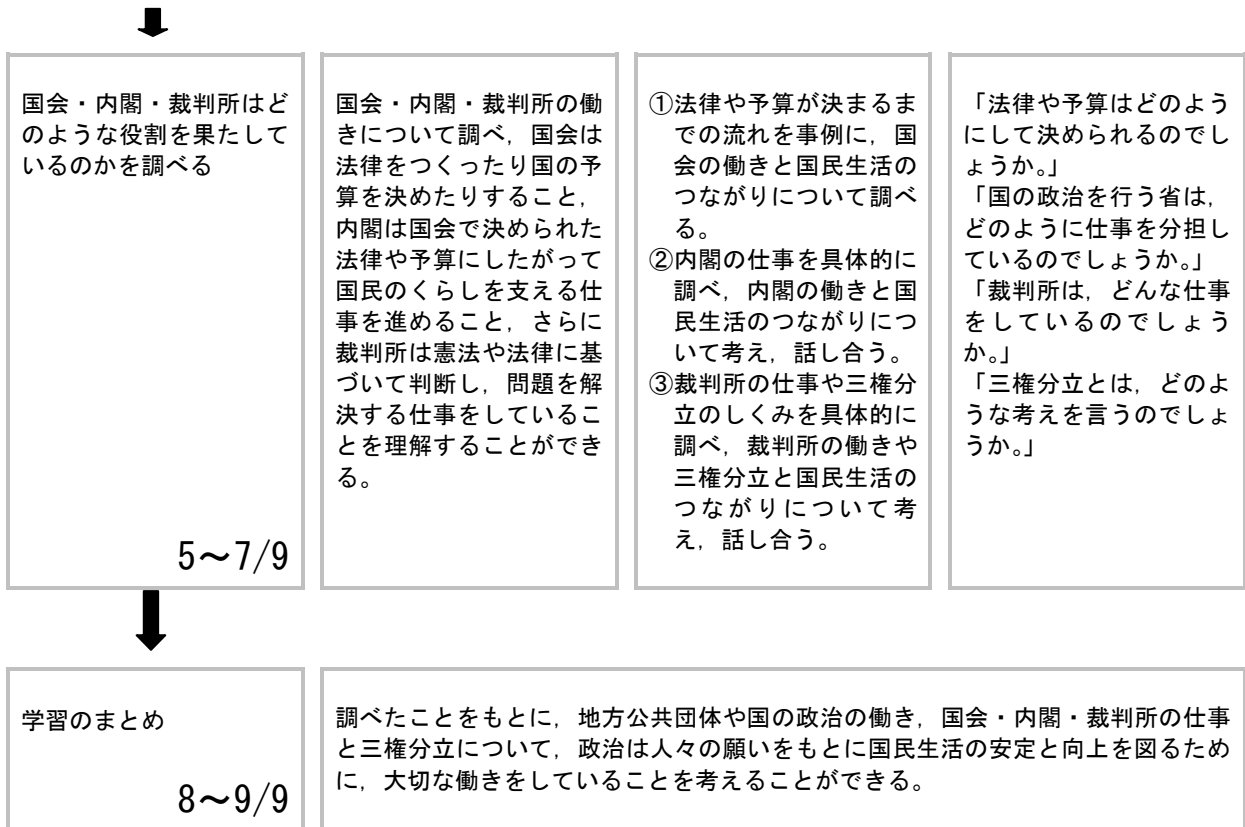 国会・内閣・裁判所はど
のような役割を果たして
いるのかを調べる
5～7/9
国会・内閣・裁判所の働
きについて調べ，国会は
法律をつくったり国の予
算を決めたりすること，
内閣は国会で決められた
法律や予算にしたがって
国民のくらしを支える仕
事を進めること，さらに
裁判所は憲法や法律に基
づいて判断し，問題を解
決する仕事をしているこ
とを理解することができ
る。
①法律や予算が決まるま
での流れを事例に，国
会の働きと国民生活の
つながりについて調べ
る。
②内閣の仕事を具体的に
調べ，内閣の働きと国
民生活のつながりにつ
いて考え，話し合う。
③裁判所の仕事や三権分
立のしくみを具体的に
調べ，裁判所の働きや
三権分立と国民生活の
つながりについて考
え，話し合う。
「法律や予算はどのよう
にして決められるのでし
ょうか。」
「国の政治を行う省は，
どのように仕事を分担し
ているのでしょうか。」
「裁判所は，どんな仕事
をしているのでしょう
か。」
「三権分立とは，どのよ
うな考えを言うのでしょ
うか。」
学習のまとめ
8～9/9
調べたことをもとに，地方公共団体や国の政治の働き，国会・内閣・裁判所の仕事
と三権分立について，政治は人々の願いをもとに国民生活の安定と向上を図るため
に，大切な働きをしていることを考えることができる。